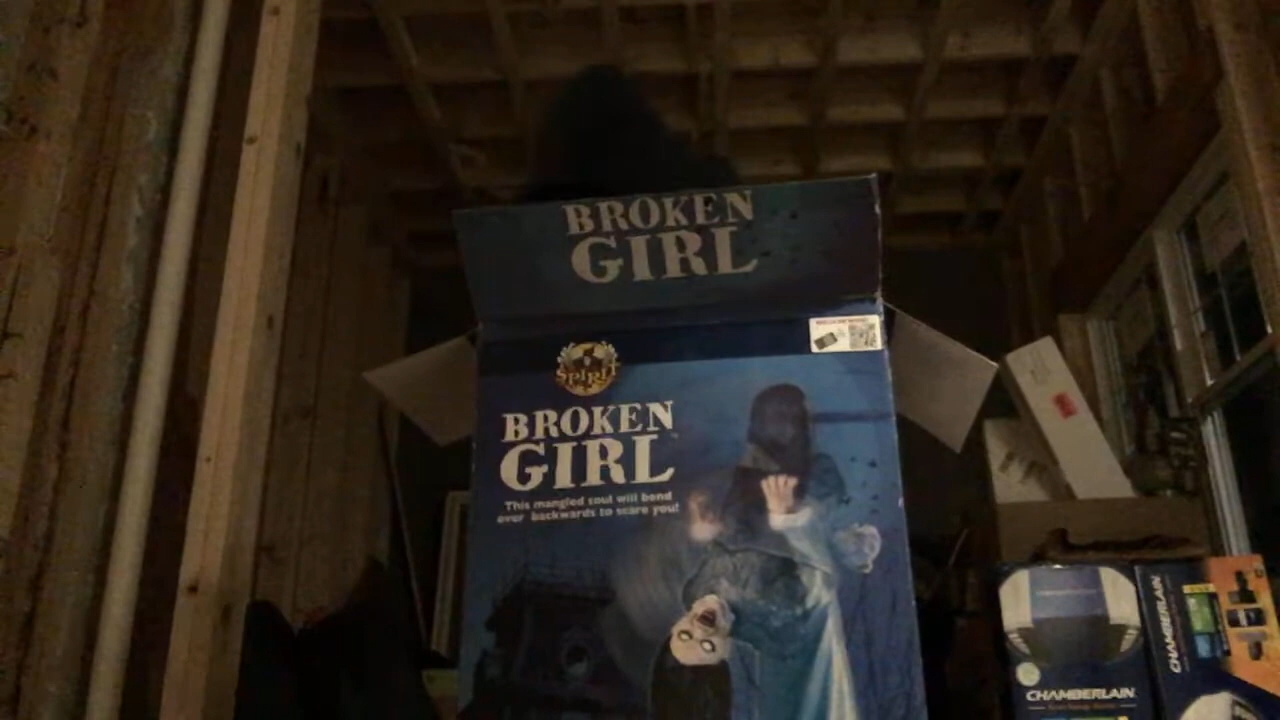 BROKEN
GIRL
SPIRIT
BROKEN
GIRL
This mangled soul will bend
over backwards to scare you!
CHAMBERLAIN
CHAMBERLAIN